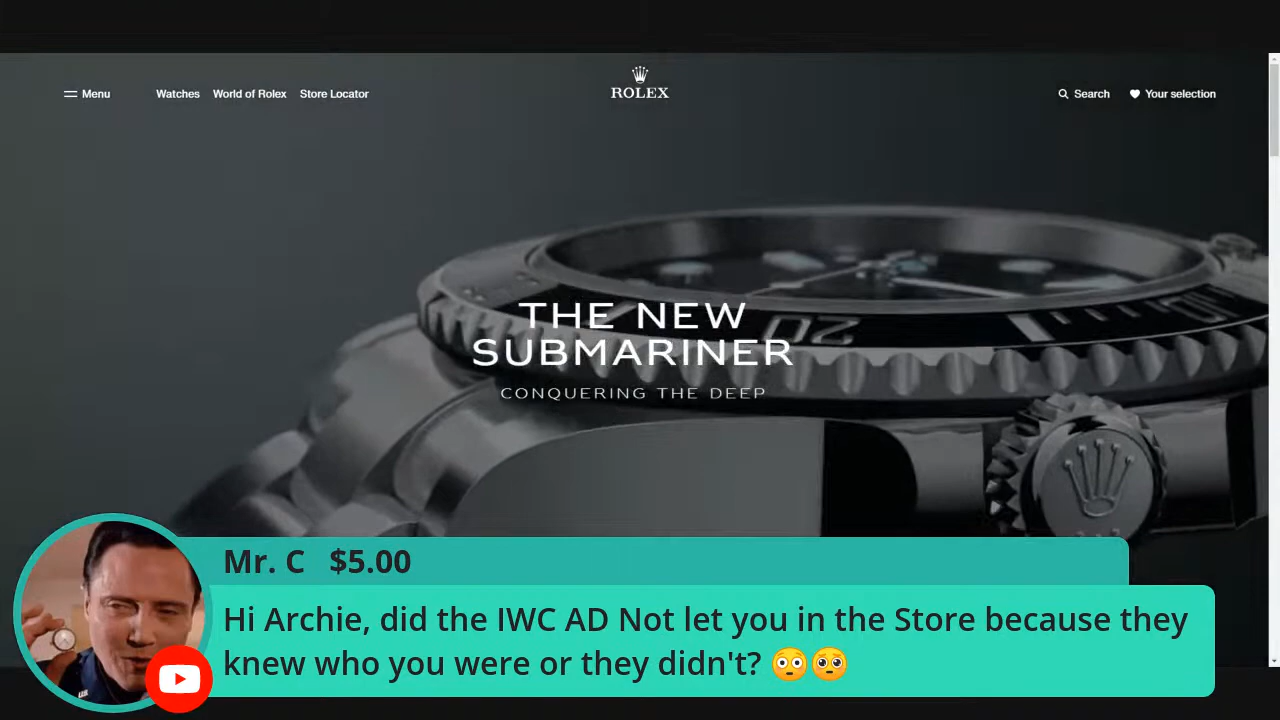 Menu
Watches
World of Rolex
Store Locator
ROLEX
Search
Your selection
THE NEW
SUBMARINER
CONQUERING THE DEEP
20
Mr. C $5.00
Hi Archie, did the IWC AD Not let you in the Store because they
knew who you were or they didn't? 😳🥺